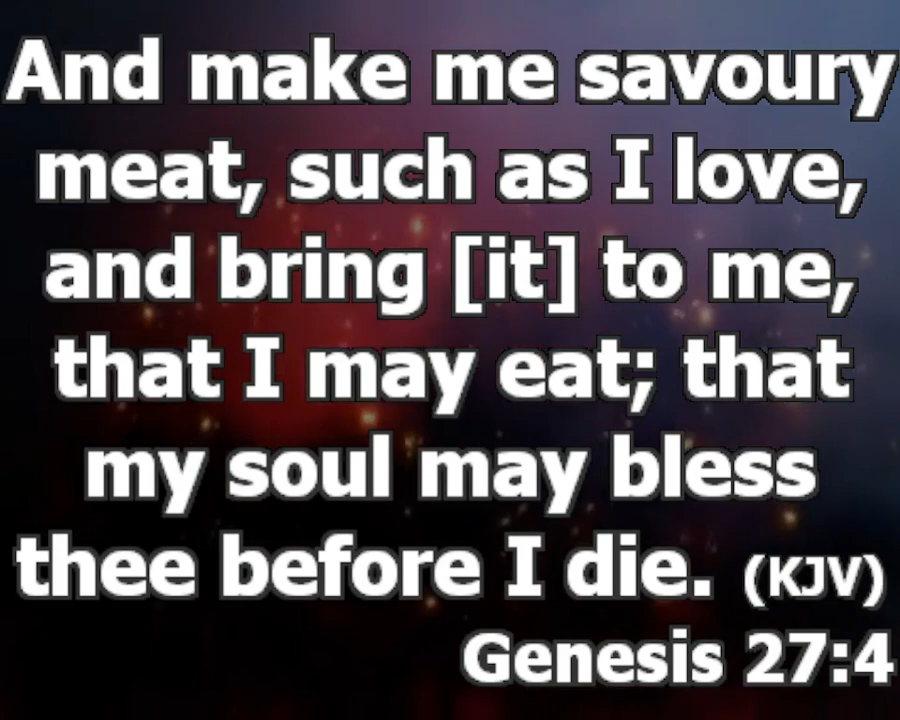 And make me savoury
meat, such as I love,
and bring [it] to me,
that I may eat; that
my soul may bless
thee before I die. (KJV)
Genesis 27:4